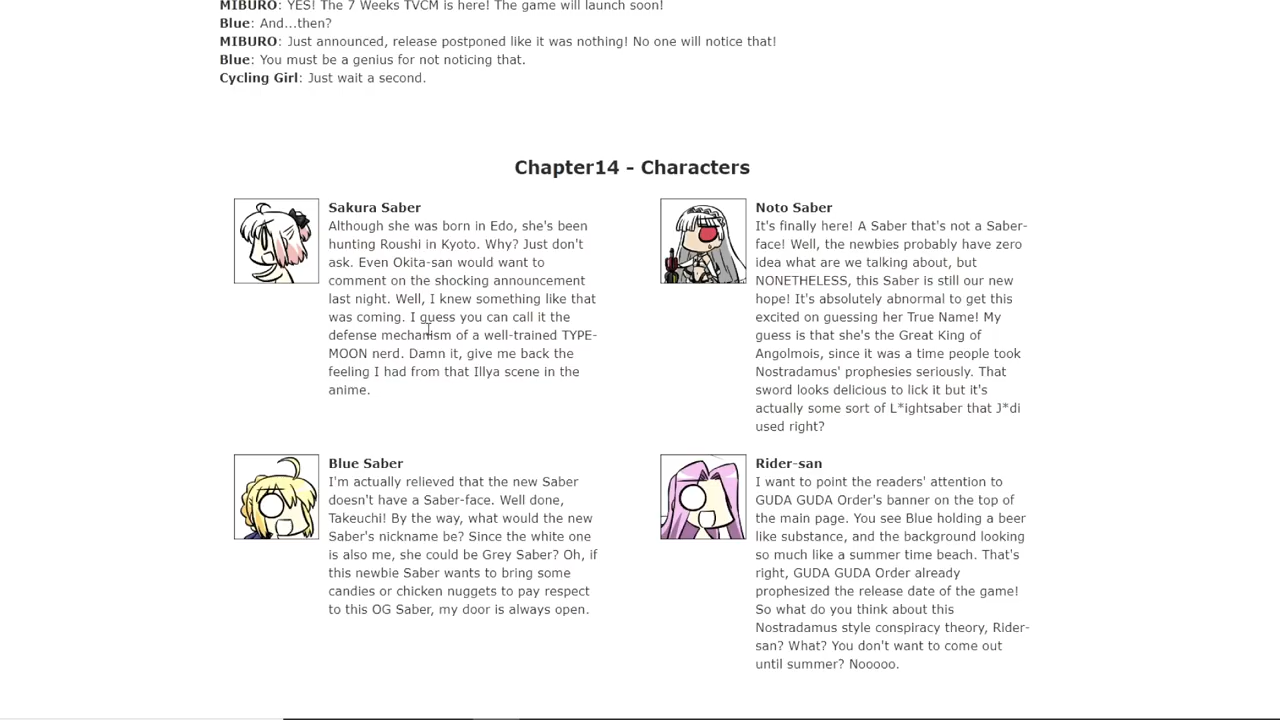 MIBURO: YES! The 7 Weeks TVCM is here! The game will launch soon!
Blue: And...then?
MIBURO: Just announced, release postponed like it was nothing! No one will notice that!
Blue: You must be a genius for not noticing that.
Cycling Girl: Just wait a second.
Chapter14 - Characters
Sakura Saber
Although she was born in Edo, she's been
hunting Roushi in Kyoto. Why? Just don't
ask. Even Okita-san would want to
comment on the shocking announcement
last night. Well, I knew something like that
was coming. I guess you can call it the
defense mechanism of a well-trained TYPE-
MOON nerd. Damn it, give me back the
feeling I had from that Illya scene in the
anime.
Noto Saber
It's finally here! A Saber that's not a Saber-
face! Well, the newbies probably have zero
idea what are we talking about, but
NONETHELESS, this Saber is still our new
hope! It's absolutely abnormal to get this
excited on guessing her True Name! My
guess is that she's the Great King of
Angolmois, since it was a time people took
Nostradamus' prophesies seriously. That
sword looks delicious to lick it but it's
actually some sort of L*ightsaber that J*di
used right?
Blue Saber
I'm actually relieved that the new Saber
doesn't have a Saber-face. Well done,
Takeuchi! By the way, what would the new
Saber's nickname be? Since the white one
is also me, she could be Grey Saber? Oh, if
this newbie Saber wants to bring some
candies or chicken nuggets to pay respect
to this OG Saber, my door is always open.
Rider-san
I want to point the readers' attention to
GUDA GUDA Order's banner on the top of
the main page. You see Blue holding a beer
like substance, and the background looking
so much like a summer time beach. That's
right, GUDA GUDA Order already
prophesized the release date of the game!
So what do you think about this
Nostradamus style conspiracy theory, Rider-
san? What? You don't want to come out
until summer? Nooooo.